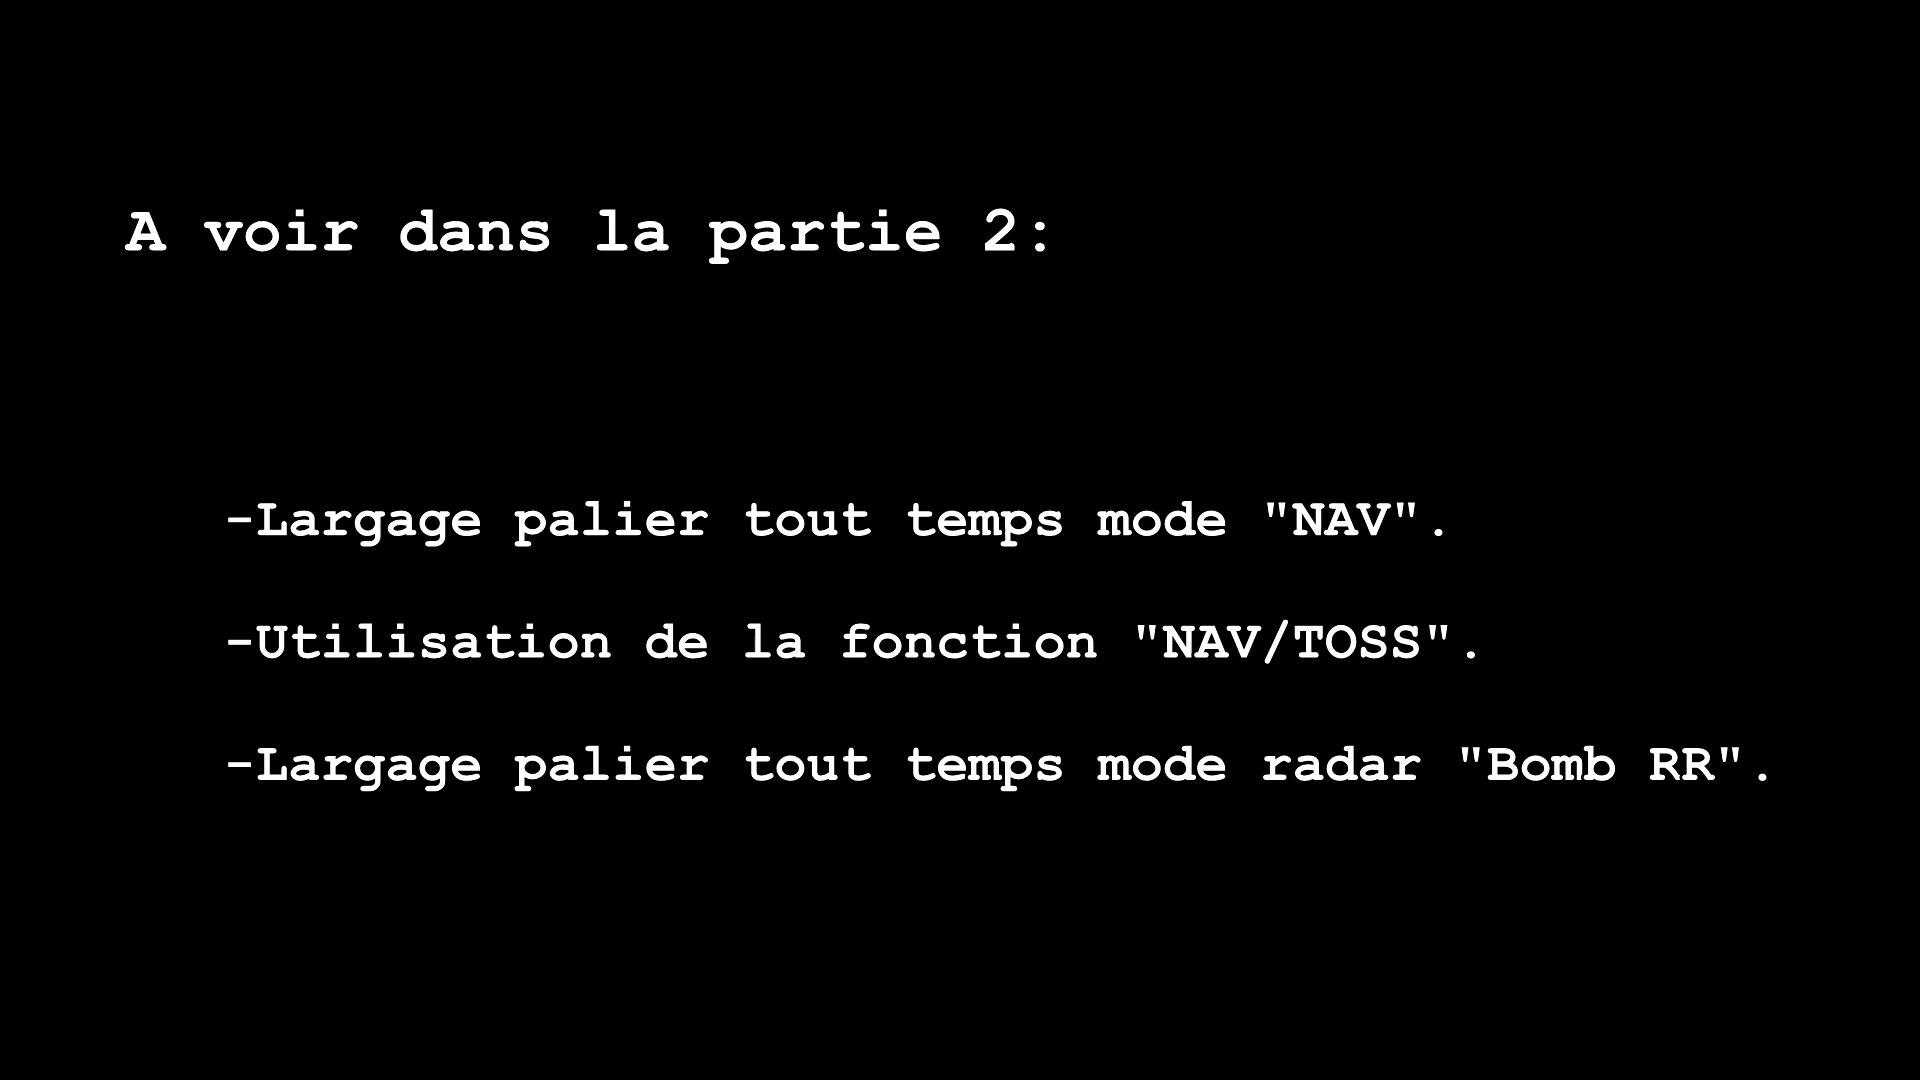 A voir dans la partie 2:
-Largage palier tout temps mode "NAV".
-Utilisation de la fonction "NAV/TOSS".
-Largage palier tout temps mode radar "Bomb RR".